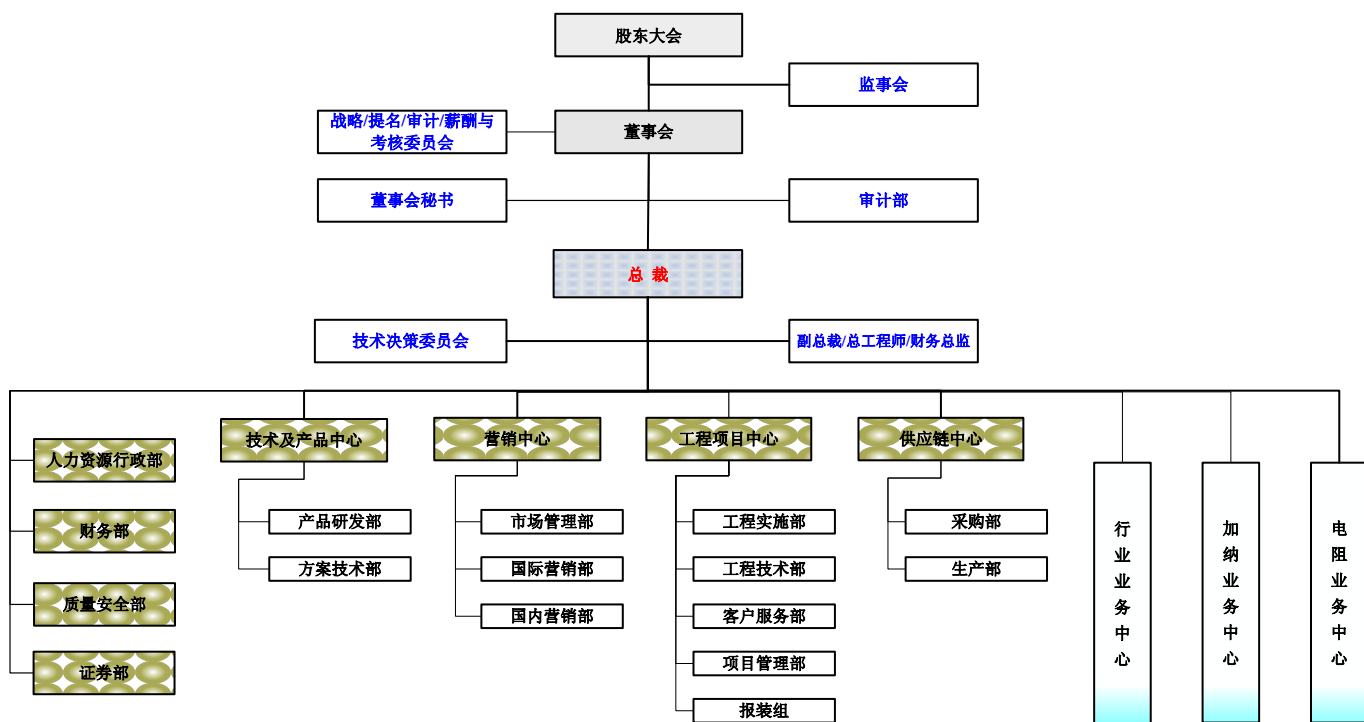 股东大会
监事会
战略/提名/审计/薪酬与
考核委员会
董事会
董事会秘书
审计部
总 裁
技术决策委员会
副总裁/总工程师/财务总监
技术及产品中心
营销中心
工程项目中心
供应链中心
人力资源行政部
财务部
质量安全部
证券部
产品研发部
方案技术部
市场管理部
国际营销部
国内营销部
工程实施部
工程技术部
客户服务部
项目管理部
报装组
采购部
生产部
行业业务中心
加纳业务中心
电阻业务中心